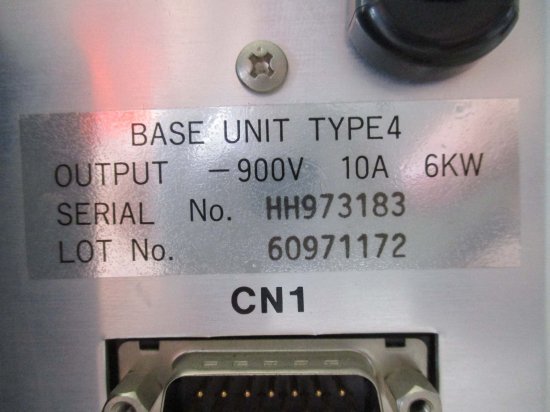 BASE UNIT TYPE4
OUTPUT −900V 10A 6KW
SERIAL No. HH973183
LOT No. 60971172
CN1